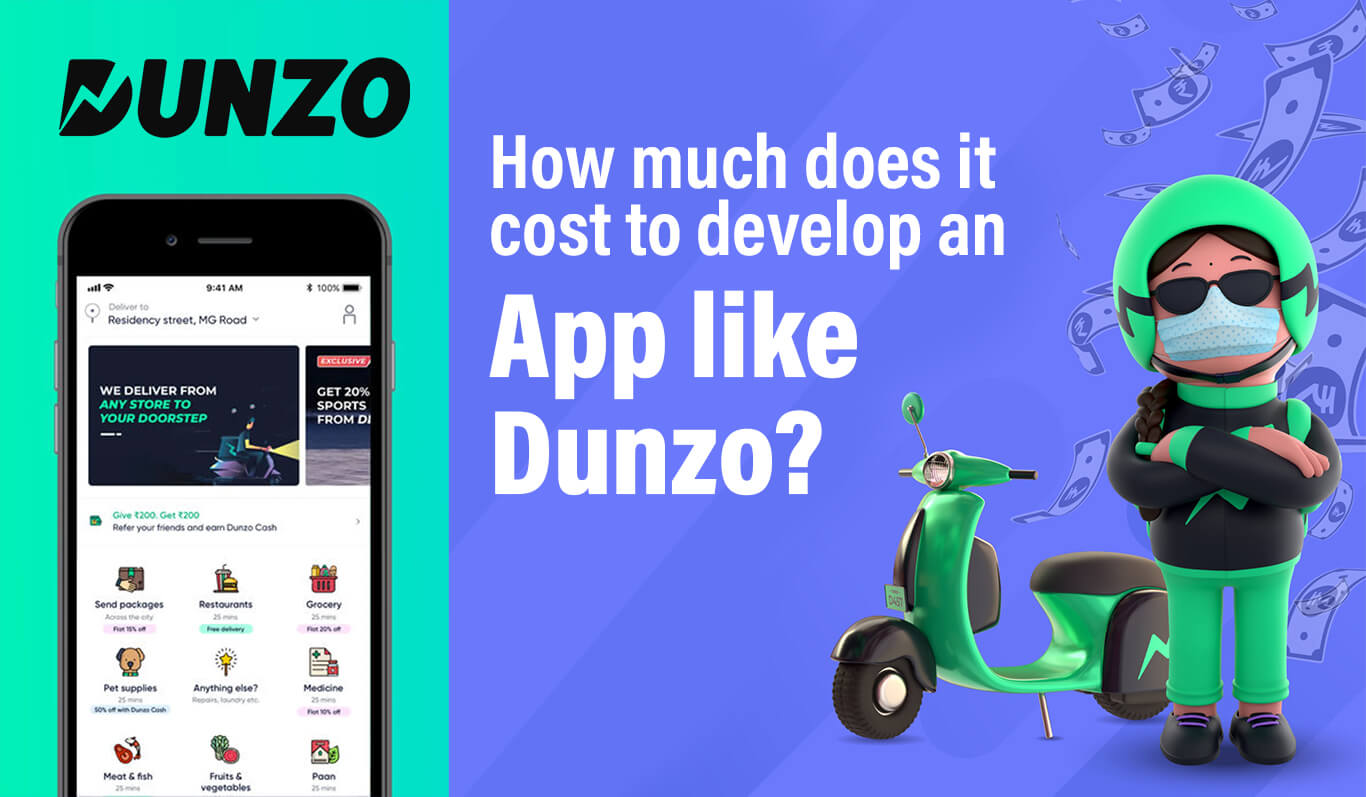 DUNZO
How much does it
cost to develop an
App like
Dunzo?
9:41 AM
100%
Deliver to
Residency street, MG Road
WE DELIVER FROM
ANY STORE TO
YOUR DOORSTEP
EXCLUSIVE
GET 20%
SPORTS
FROM
Give ₹200. Get ₹200
Refer your friends and earn Dunzo Cash
Send packages
Across the city
Flat 15% off
Restaurants
25 mins
Free delivery
Grocery
25 mins
Flat 20% off
Pet supplies
25 mins
50% off with Dunzo Cash
Anything else?
Repairs, laundry etc.
Medicine
25 mins
Flat 10% off
Meat & fish
25 mins
Fruits &
vegetables
Paan
25 mins